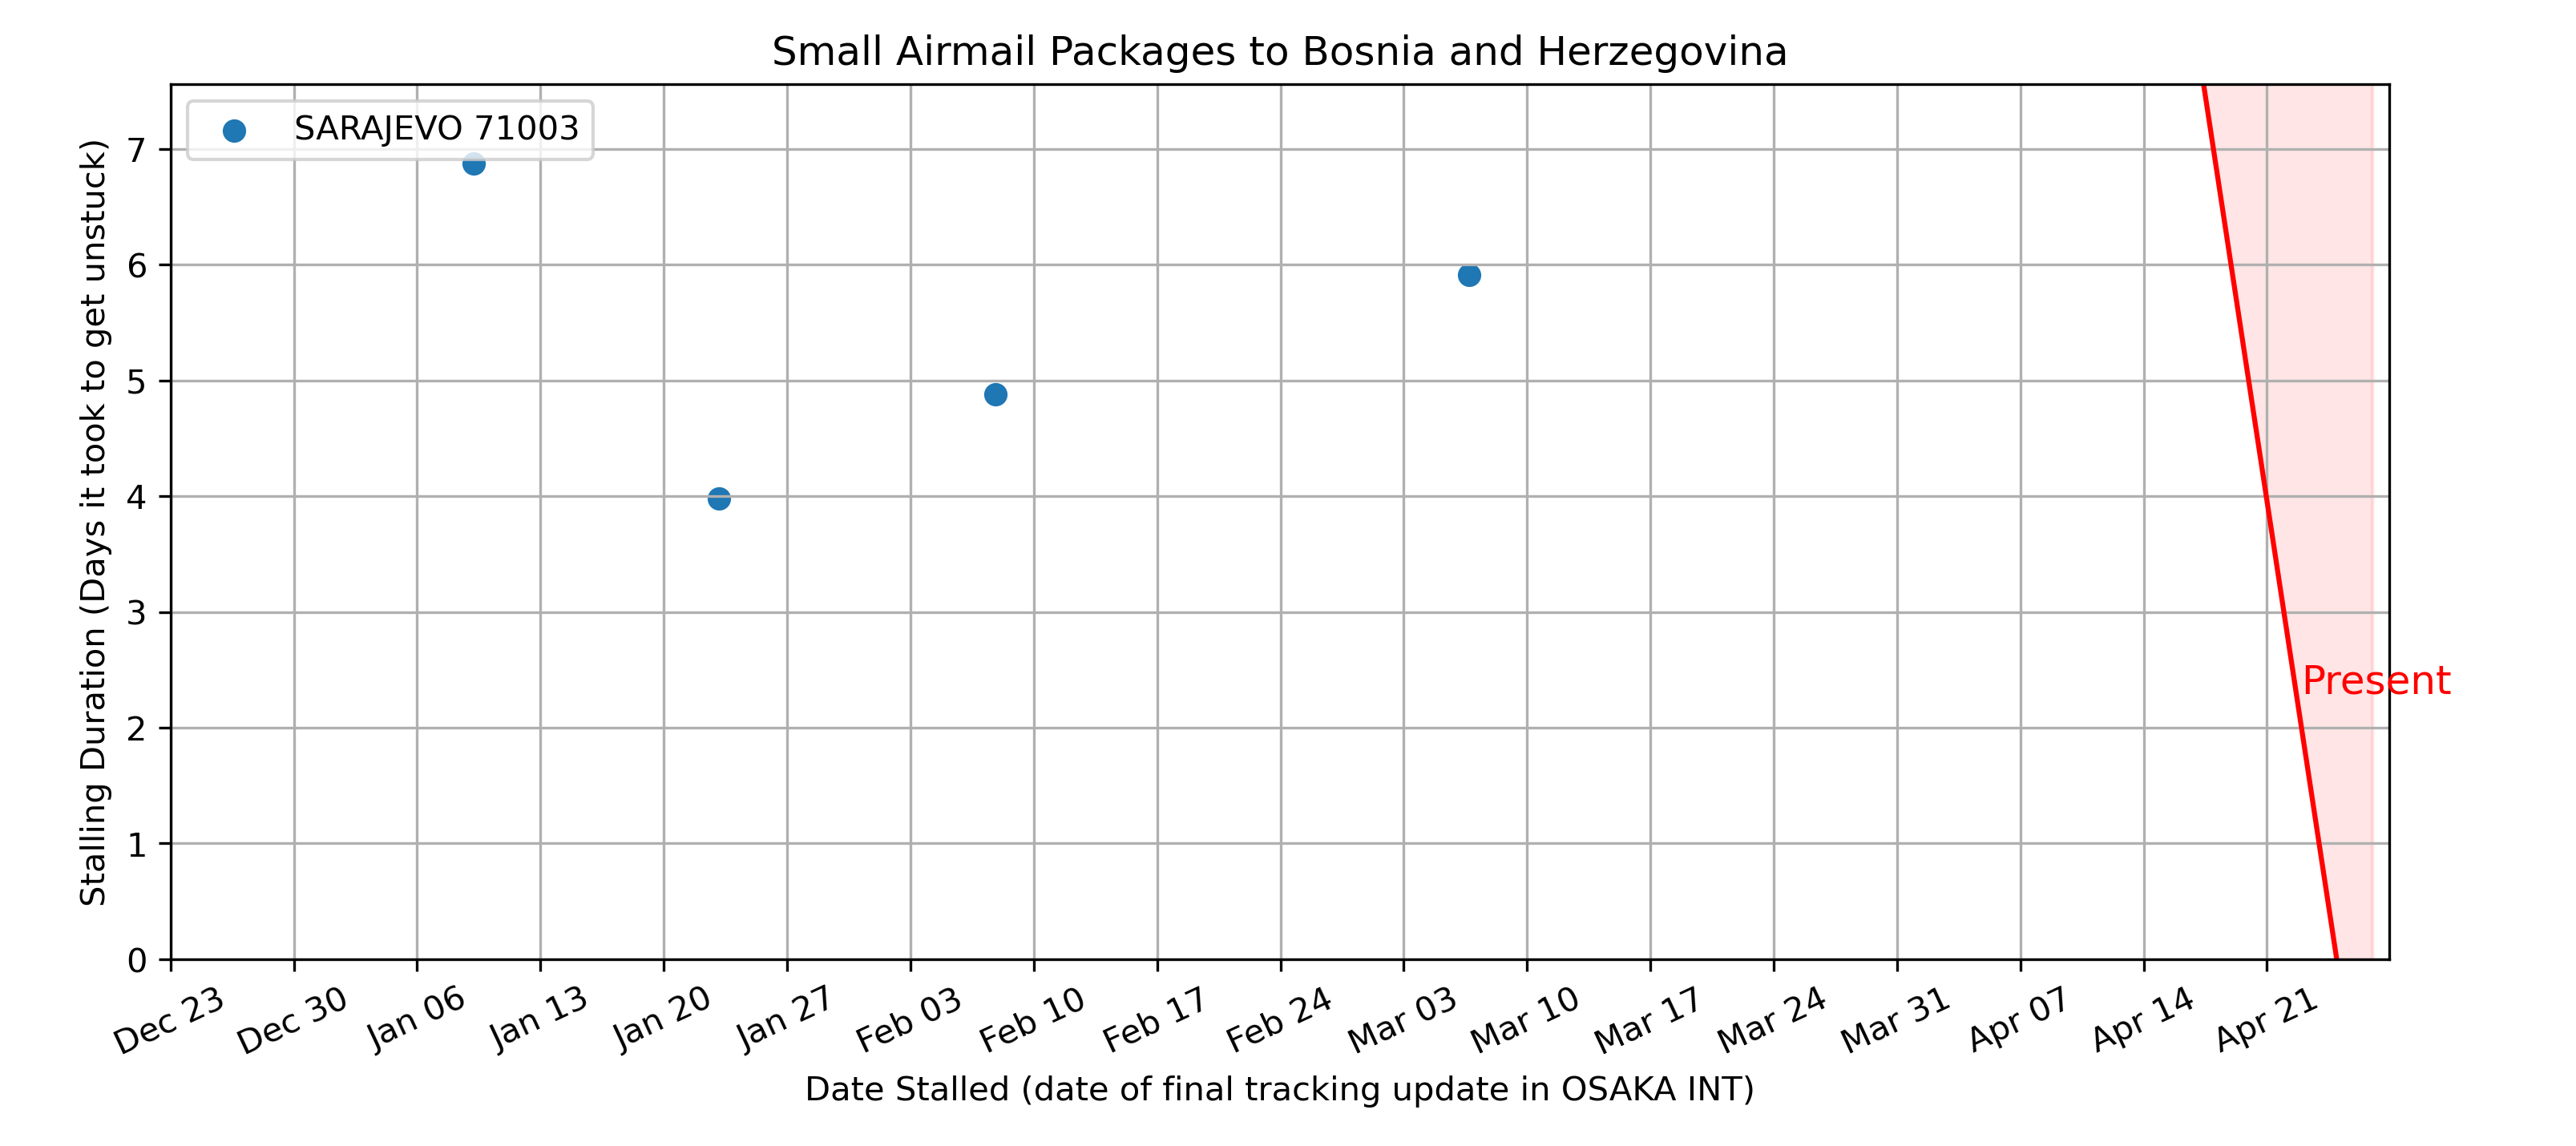 Small Airmail Packages to Bosnia and Herzegovina
SARAJEVO 71003
Stalling Duration (Days it took to get unstuck)
7
6
5
4
3
2
1
0
Present
Dec 23 Dec 30 Jan 06 Jan 13 Jan 20 Jan 27 Feb 03 Feb 10 Feb 17 Feb 24 Mar 03 Mar 10 Mar 17 Mar 24 Mar 31 Apr 07 Apr 14 Apr 21
Date Stalled (date of final tracking update in OSAKA INT)